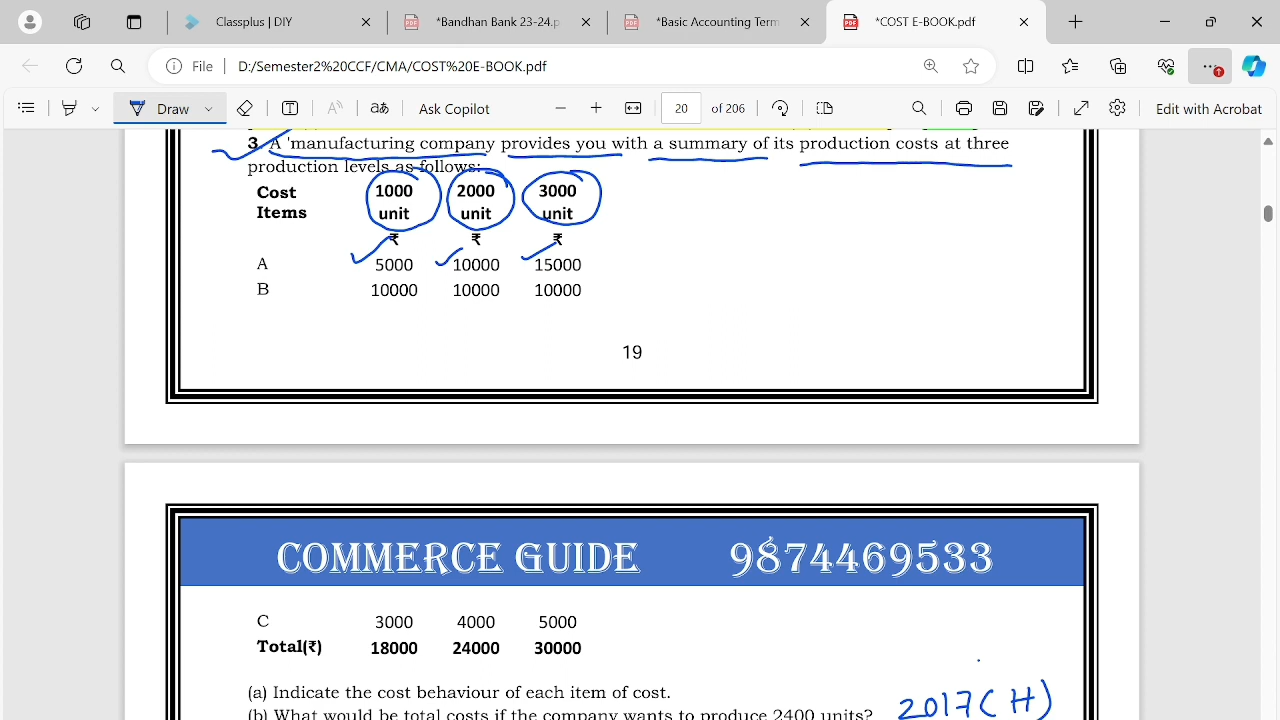 Classplus | DIY
*Bandhan Bank 23-24.p
*Basic Accounting Term
*COST E-BOOK.pdf
File | D:/Semester2%20CCF/CMA/COST%20E-BOOK.pdf
Draw
Ask Copilot
20 of 206
Edit with Acrobat
3. A 'manufacturing company provides you with a summary of its production costs at three
production levels as follows:
Cost 1000 2000 3000
Items unit unit unit
₹ ₹ ₹
A 5000 10000 15000
B 10000 10000 10000
19
COMMERCE GUIDE 9874469533
C 3000 4000 5000
Total(₹) 18000 24000 30000
(a) Indicate the cost behaviour of each item of cost.
(b) What would be total costs if the company wants to produce 2400 units?
2017(H)